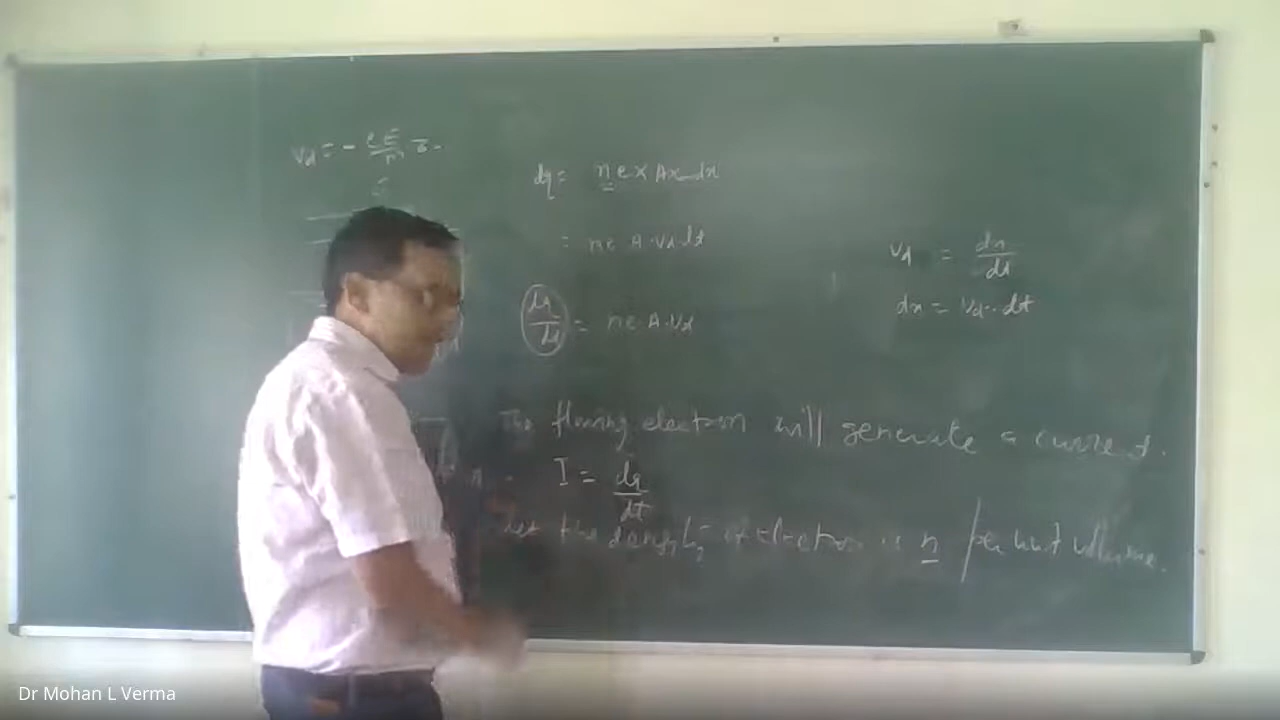 vd = - eE/m τ.
dq = n e x A x dx
= ne A. vd. dt
dq/dt = ne A. vd
vd = dx/dt
dx = vd. dt
The flowing electron will generate a current.
A.
I = dq/dt
Let the density of electron is n per unit volume.
Dr Mohan L Verma